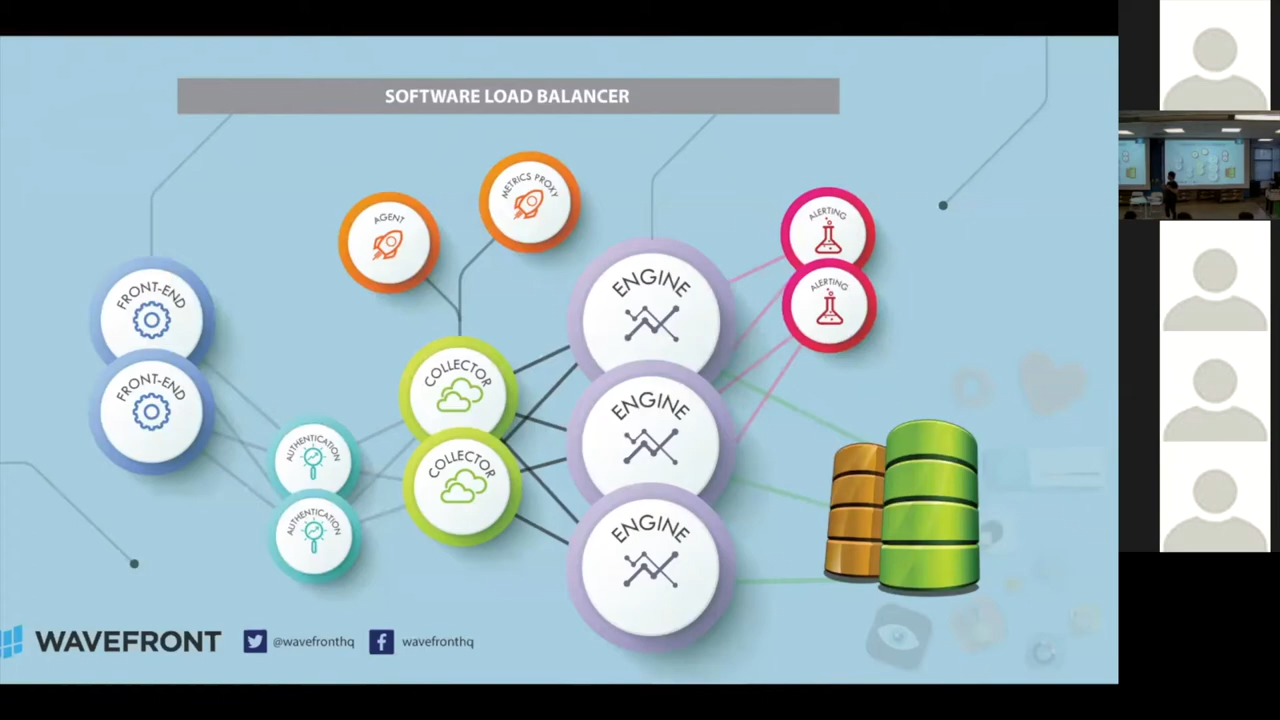 SOFTWARE LOAD BALANCER
METRICS PROXY
AGENT
ALERTING
ALERTING
FRONT-END
FRONT-END
ENGINE
COLLECTOR
COLLECTOR
ENGINE
AUTHENTICATION
AUTHENTICATION
ENGINE
WAVEFRONT
@wavefronthq
wavefronthq